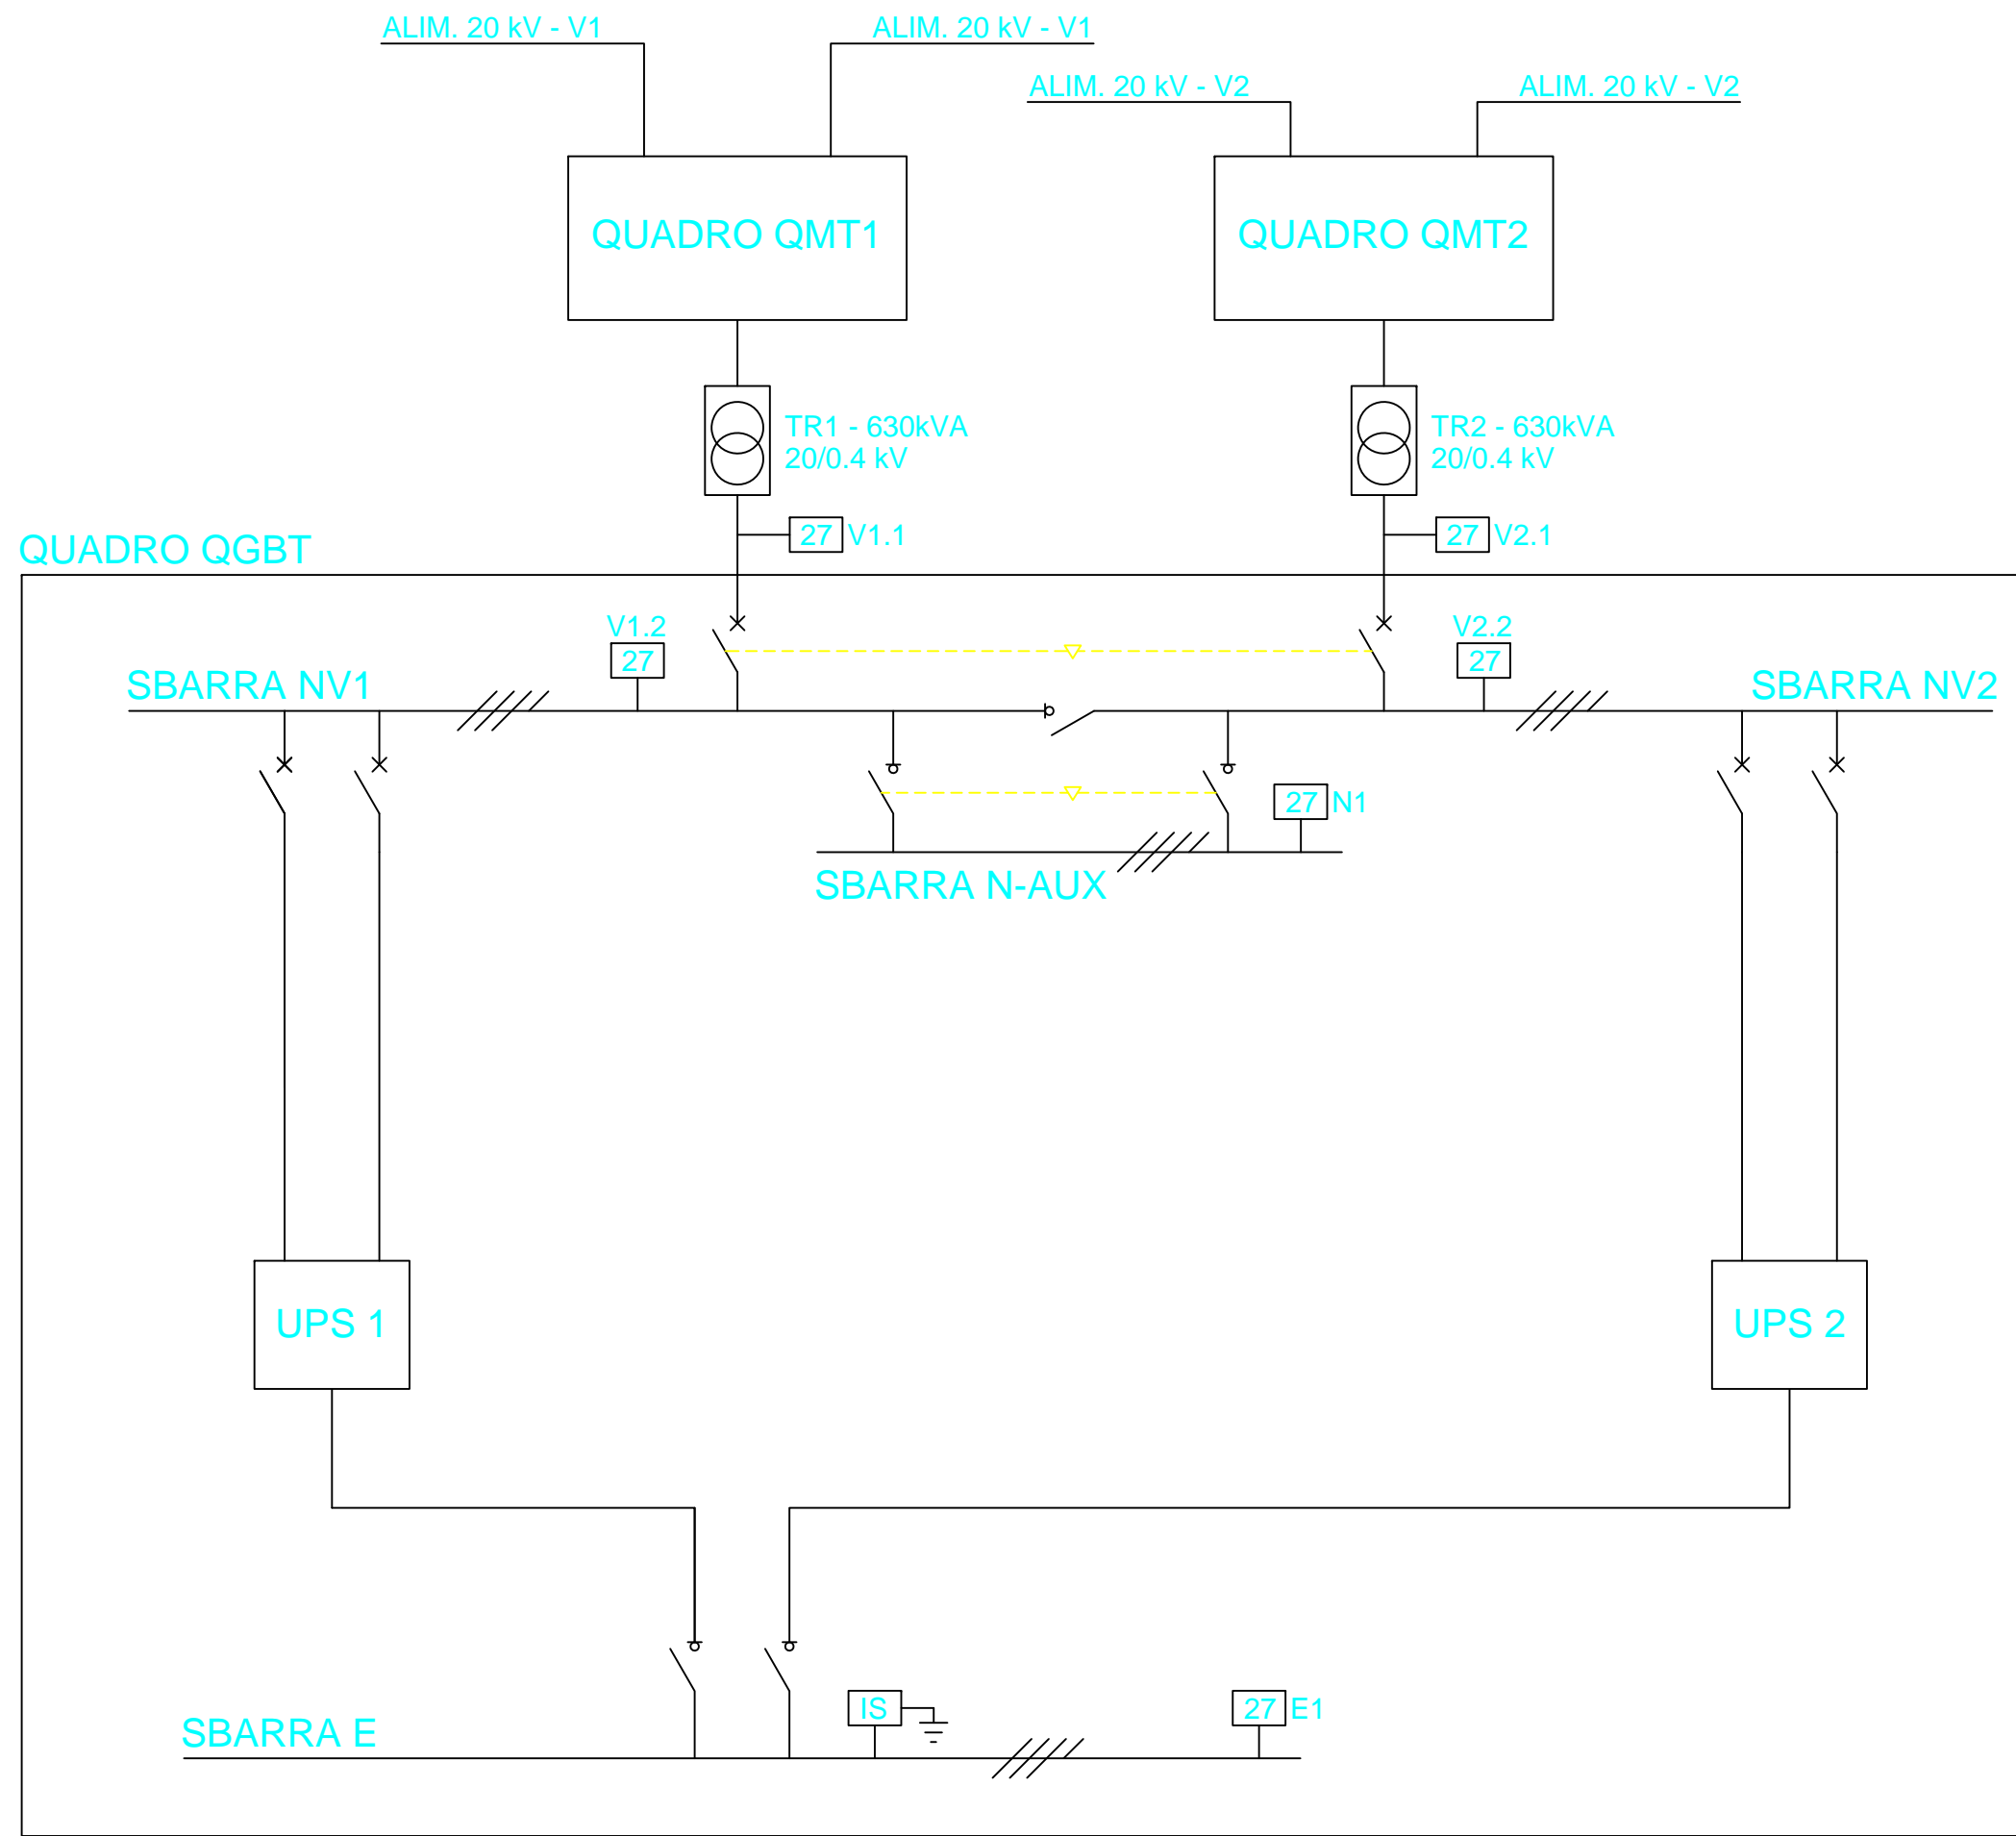 ALIM. 20 kV - V1
ALIM. 20 kV - V1
ALIM. 20 kV - V2
ALIM. 20 kV - V2
QUADRO QMT1
QUADRO QMT2
TR1 - 630kVA
20/0.4 kV
TR2 - 630kVA
20/0.4 kV
27 V1.1
27 V2.1
QUADRO QGBT
V1.2
27
V2.2
27
SBARRA NV1
SBARRA NV2
27 N1
SBARRA N-AUX
UPS 1
UPS 2
IS
27 E1
SBARRA E